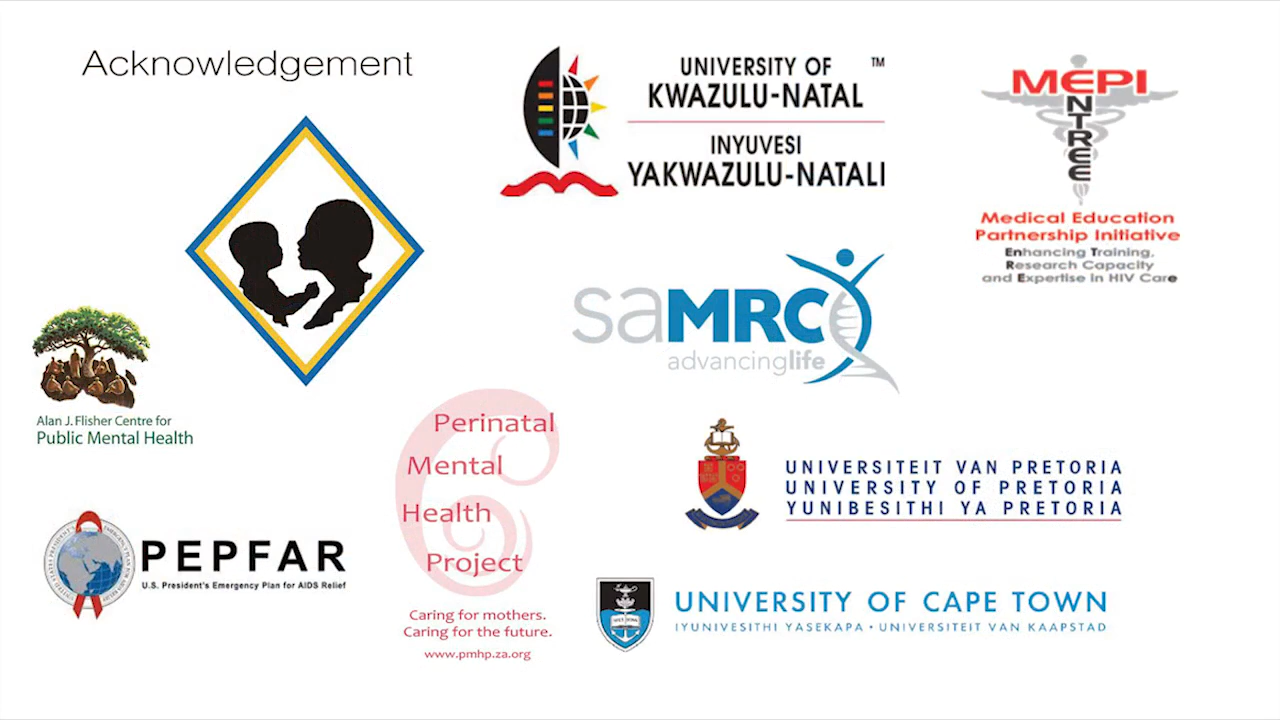 Acknowledgement
UNIVERSITY OF
KWAZULU-NATAL
TM
INYUVESI
YAKWAZULU-NATALI
MEPI
ENTREE
Medical Education
Partnership Initiative
Enhancing Training,
Research Capacity
and Expertise in HIV Care
saMRC
advancinglife
Alan J. Flisher Centre for
Public Mental Health
Perinatal
Mental
Health
Project
Caring for mothers.
Caring for the future.
www.pmhp.za.org
UNIVERSITEIT VAN PRETORIA
UNIVERSITY OF PRETORIA
YUNIBESITHI YA PRETORIA
PEPFAR
U.S. President's Emergency Plan for AIDS Relief
UNIVERSITY OF CAPE TOWN
IYUNIVESITHI YASEKAPA • UNIVERSITEIT VAN KAAPSTAD